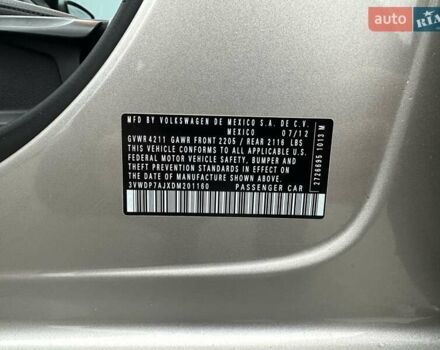 auto RIA
MFD BY VOLKSWAGEN DE MEXICO S.A. DE C.V.
MEXICO 07/12
GVWR 4211 GAWR FRONT 2205 / REAR 2116 LBS
THIS VEHICLE CONFORMS TO ALL APPLICABLE
FEDERAL MOTOR VEHICLE SAFETY, BUMPER AND
THEFT PREVENTION STANDARDS IN EFFECT ON
THE DATE OF MANUFACTURE SHOWN ABOVE
3VWDP7AJXDM201160 PASSENGER CAR
2726695 1013 M